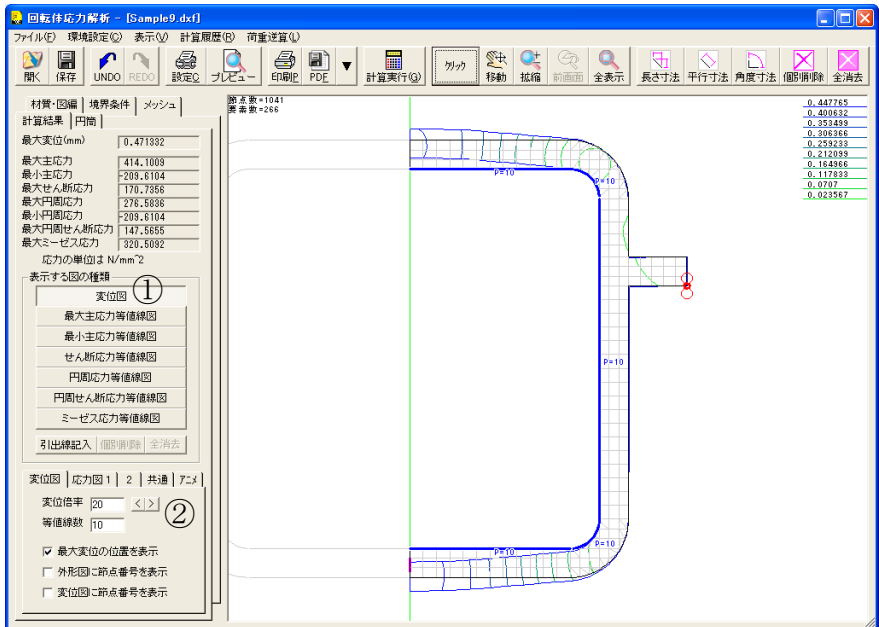 回転体応力解析 - [Sample9.dxf]
ファイル(F) 環境設定(C) 表示(V) 計算履歴(R) 荷重逆算(L)
開く 保存 UNDO REDO 設定Q プレビュー 印刷P PDF 計算実行(G) クリック 移動 拡縮 前画面 全表示 長さ寸法 平行寸法 角度寸法 個別削除 全消去
材質・図編 境界条件 メッシュ
計算結果 円筒
最大変位(mm) 0.471332
最大主応力 414.1009
最小主応力 -209.6104
最大せん断応力 170.7356
最大円周応力 276.5836
最小円周応力 -209.6104
最大円周せん断応力 147.5655
最大ミーゼス応力 320.5092
応力の単位は N/mm^2
表示する図の種類
変位図 ①
最大主応力等値線図
最小主応力等値線図
せん断応力等値線図
円周応力等値線図
円周せん断応力等値線図
ミーゼス応力等値線図
引出線記入 個別削除 全消去
変位図 応力図1 2 共通 アニメ
変位倍率 20 < > ②
等値線数 10
最大変位の位置を表示
外形図に節点番号を表示
変位図に節点番号を表示
節点数=1041
要素数=266
P=10
P=10
P=10
P=10
P=10
0.447765
0.400632
0.353499
0.306366
0.259233
0.212099
0.164966
0.117833
0.0707
0.023567